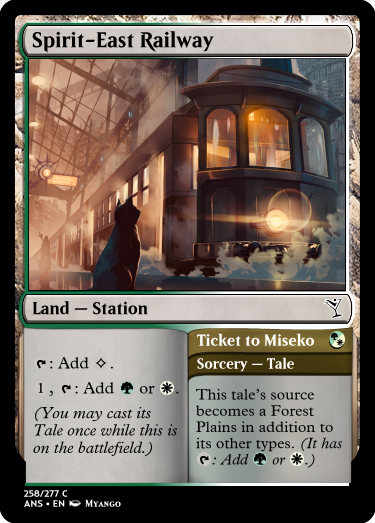 Spirit-East Railway
Land — Station
: Add .
1 , : Add or .
(You may cast its
Tale once while this is
on the battlefield.)
Ticket to Miseko
Sorcery — Tale
This tale's source
becomes a Forest
Plains in addition to
its other types. (It has
: Add or .)
258/277 C
ANS • EN Myango